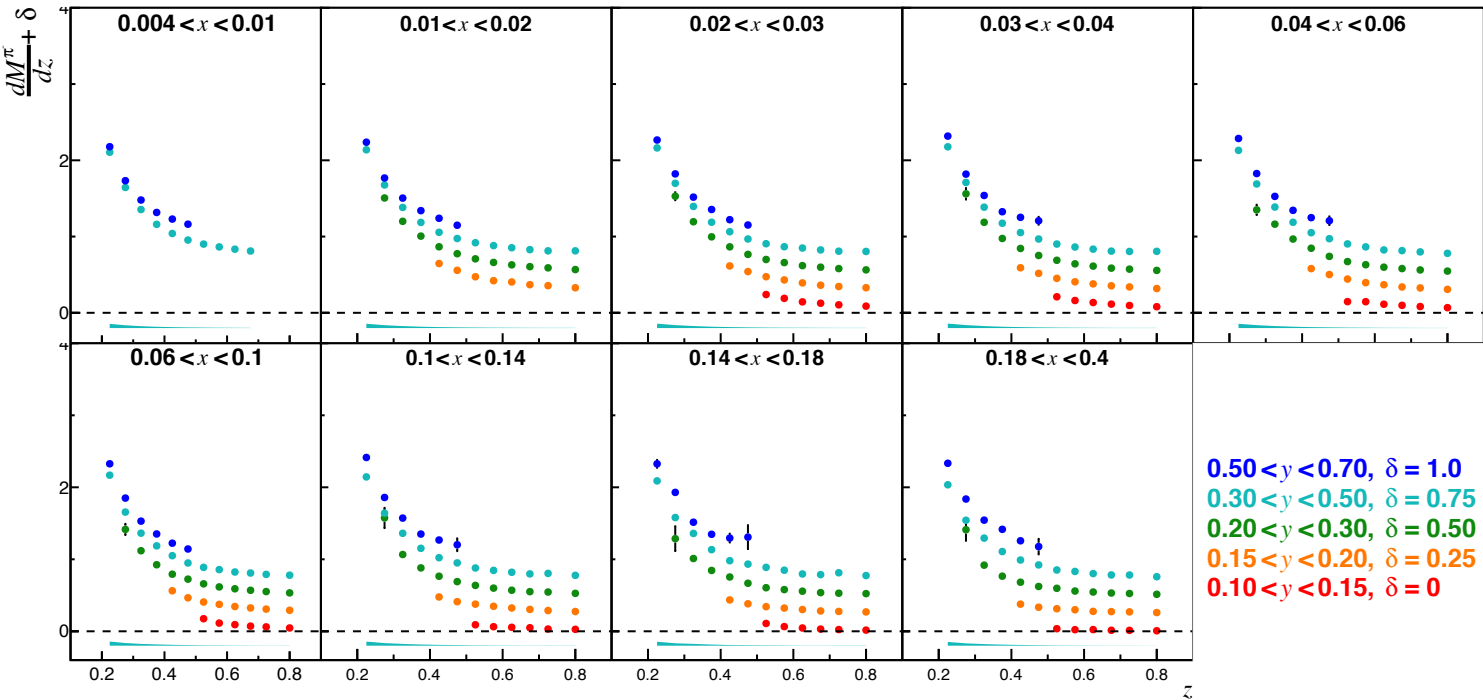 dM^π
dz + δ
4
2
0
0.004 < x < 0.01
0.01 < x < 0.02
0.02 < x < 0.03
0.03 < x < 0.04
0.04 < x < 0.06
4
2
0
0.06 < x < 0.1
0.1 < x < 0.14
0.14 < x < 0.18
0.18 < x < 0.4
0.50 < y < 0.70, δ = 1.0
0.30 < y < 0.50, δ = 0.75
0.20 < y < 0.30, δ = 0.50
0.15 < y < 0.20, δ = 0.25
0.10 < y < 0.15, δ = 0
0.2 0.4 0.6 0.8 0.2 0.4 0.6 0.8 0.2 0.4 0.6 0.8 0.2 0.4 0.6 0.8 z